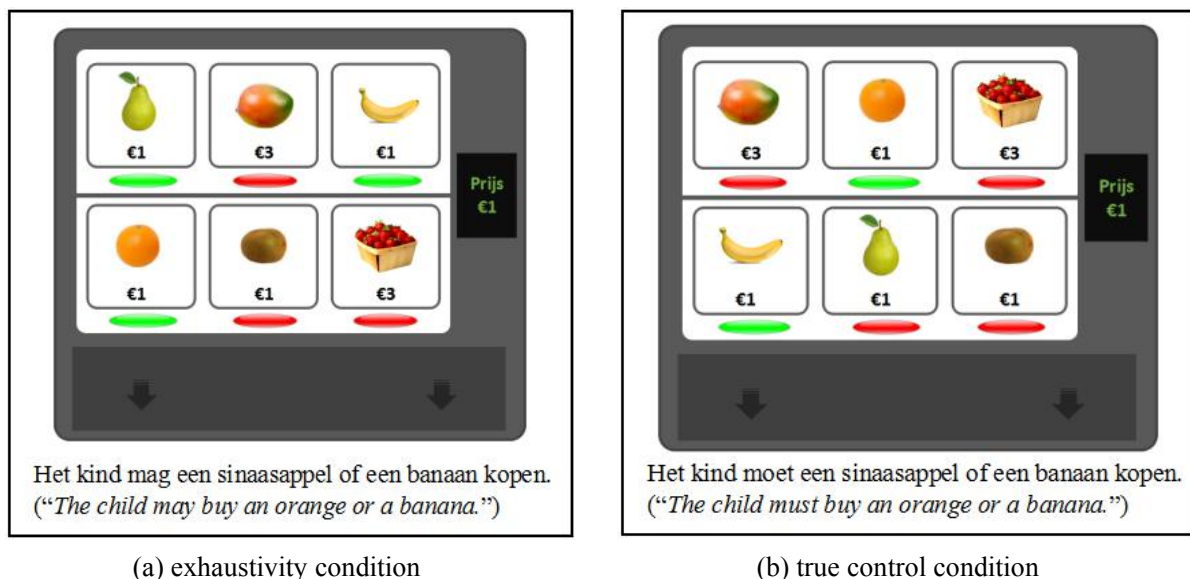 €1 €3 €1
Prijs
€1
€1 €1 €3
Het kind mag een sinaasappel of een banaan kopen.
(“The child may buy an orange or a banana.”)
(a) exhaustivity condition
€3 €1 €3
Prijs
€1
€1 €1 €1
Het kind moet een sinaasappel of een banaan kopen.
(“The child must buy an orange or a banana.”)
(b) true control condition